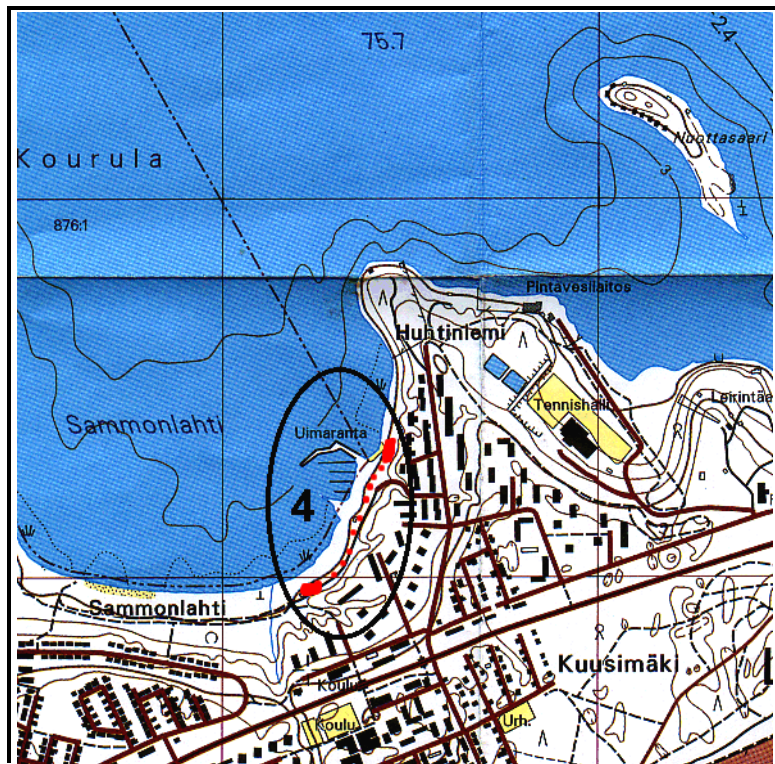 75.7
2.4
Nuottasaari
Kourula
3
876:1
Pintavesilaitos
Huhtiniemi
Tennishalli
Sammonlahti
Uimaranta
4
Sammonlahti
Kuusimäki
Koulu
Koulu
Urh.